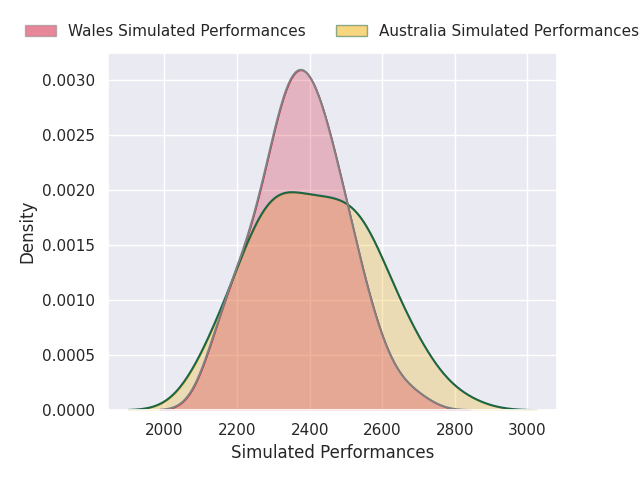 Wales Simulated Performances
Australia Simulated Performances
0.0030
0.0025
0.0020
0.0015
0.0010
0.0005
0.0000
Density
2000 2200 2400 2600 2800 3000
Simulated Performances